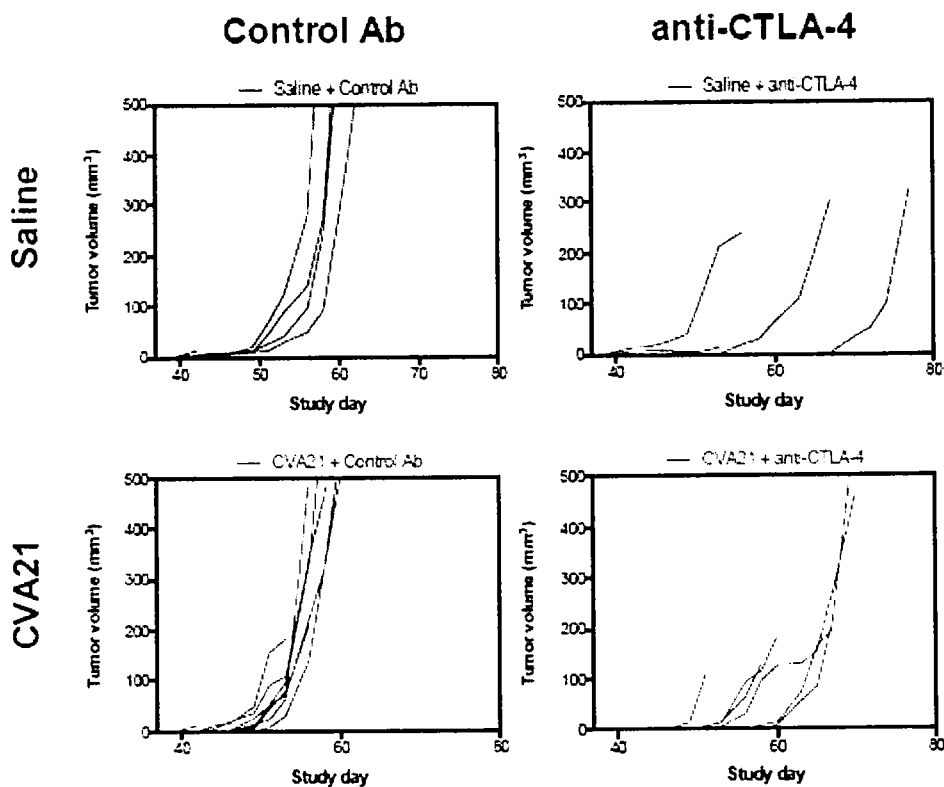 Control Ab
anti-CTLA-4
Saline
Saline + Control Ab
500
400
300
200
100
0
Tumor volume (mm³)
40
50
60
70
80
Study day
Saline + anti-CTLA-4
500
400
300
200
100
0
Tumor volume (mm³)
40
60
80
Study day
CVA21
CVA21 + Control Ab
500
400
300
200
100
0
Tumor volume (mm³)
40
60
80
Study day
CVA21 + anti-CTLA-4
500
400
300
200
100
0
Tumor volume (mm³)
40
60
80
Study day